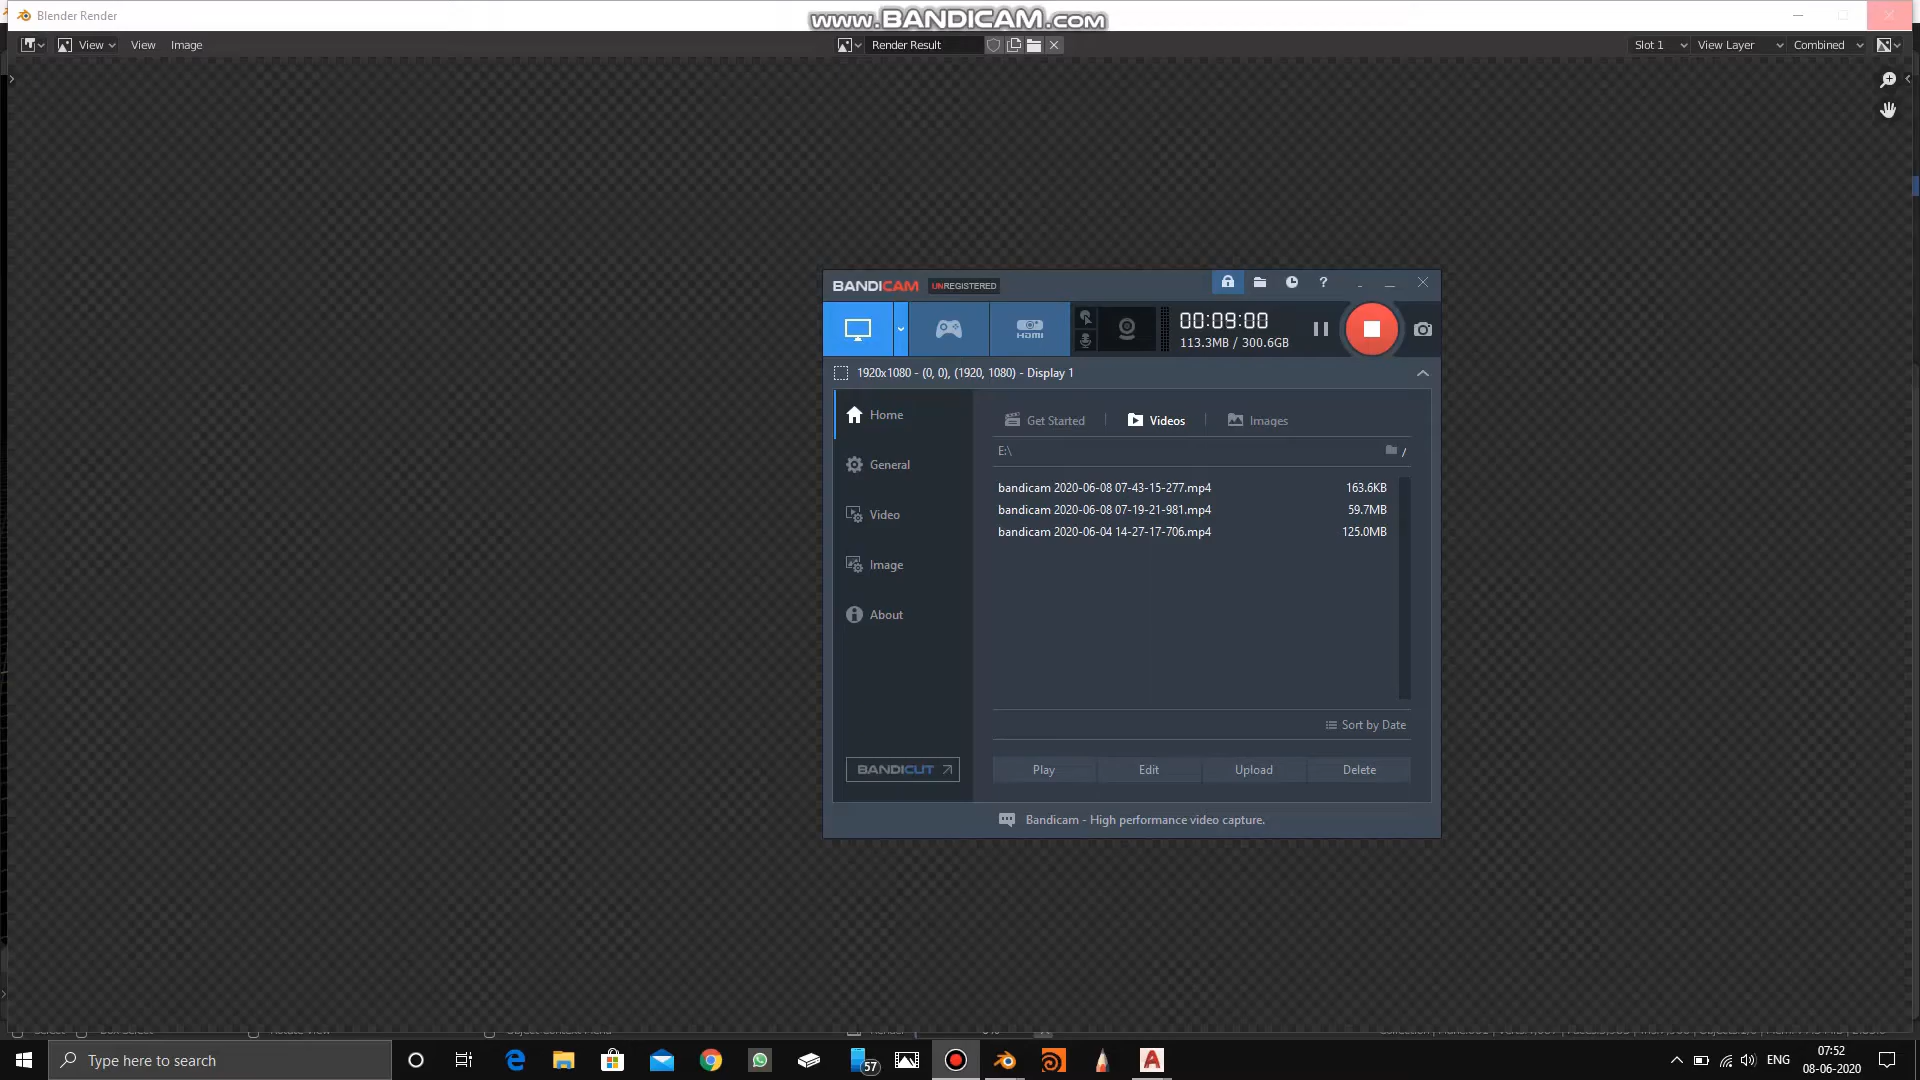 Blender Render
www.BANDICAM.com
View
View
Image
Render Result
Slot 1
View Layer
Combined
BANDICAM
UNREGISTERED
?
HDMI
00:09:00
113.3MB / 300.6GB
1920x1080 - (0, 0), (1920, 1080) - Display 1
Home
General
Video
Image
About
BANDICUT
Get Started
Videos
Images
E:\
bandicam 2020-06-08 07-43-15-277.mp4 163.6KB
bandicam 2020-06-08 07-19-21-981.mp4 59.7MB
bandicam 2020-06-04 14-27-17-706.mp4 125.0MB
Sort by Date
Play
Edit
Upload
Delete
Bandicam - High performance video capture.
Type here to search
57
ENG
07:52
08-06-2020